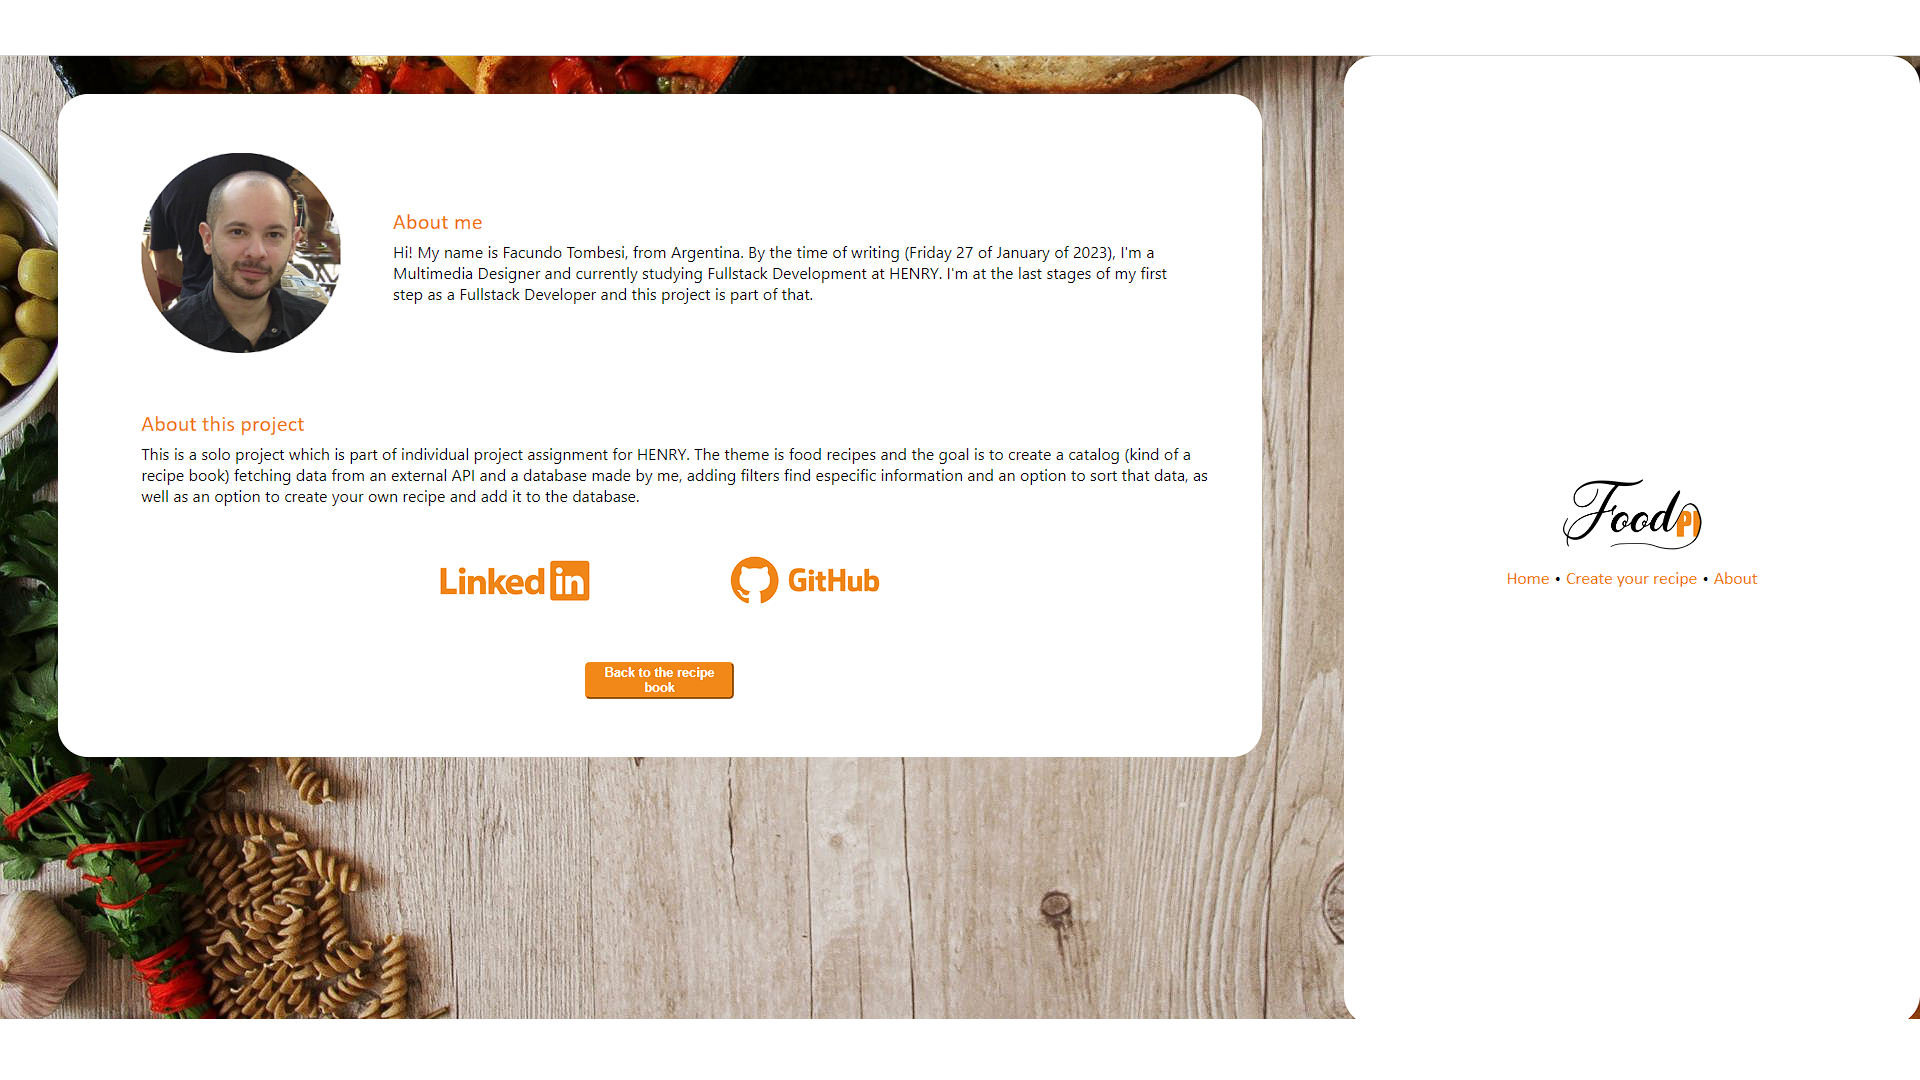 About me
Hi! My name is Facundo Tombesi, from Argentina. By the time of writing (Friday 27 of January of 2023), I'm a
Multimedia Designer and currently studying Fullstack Development at HENRY. I'm at the last stages of my first
step as a Fullstack Developer and this project is part of that.
About this project
This is a solo project which is part of individual project assignment for HENRY. The theme is food recipes and the goal is to create a catalog (kind of a
recipe book) fetching data from an external API and a database made by me, adding filters find especific information and an option to sort that data, as
well as an option to create your own recipe and add it to the database.
Linked in
GitHub
Back to the recipe
book
Food PI
Home • Create your recipe • About